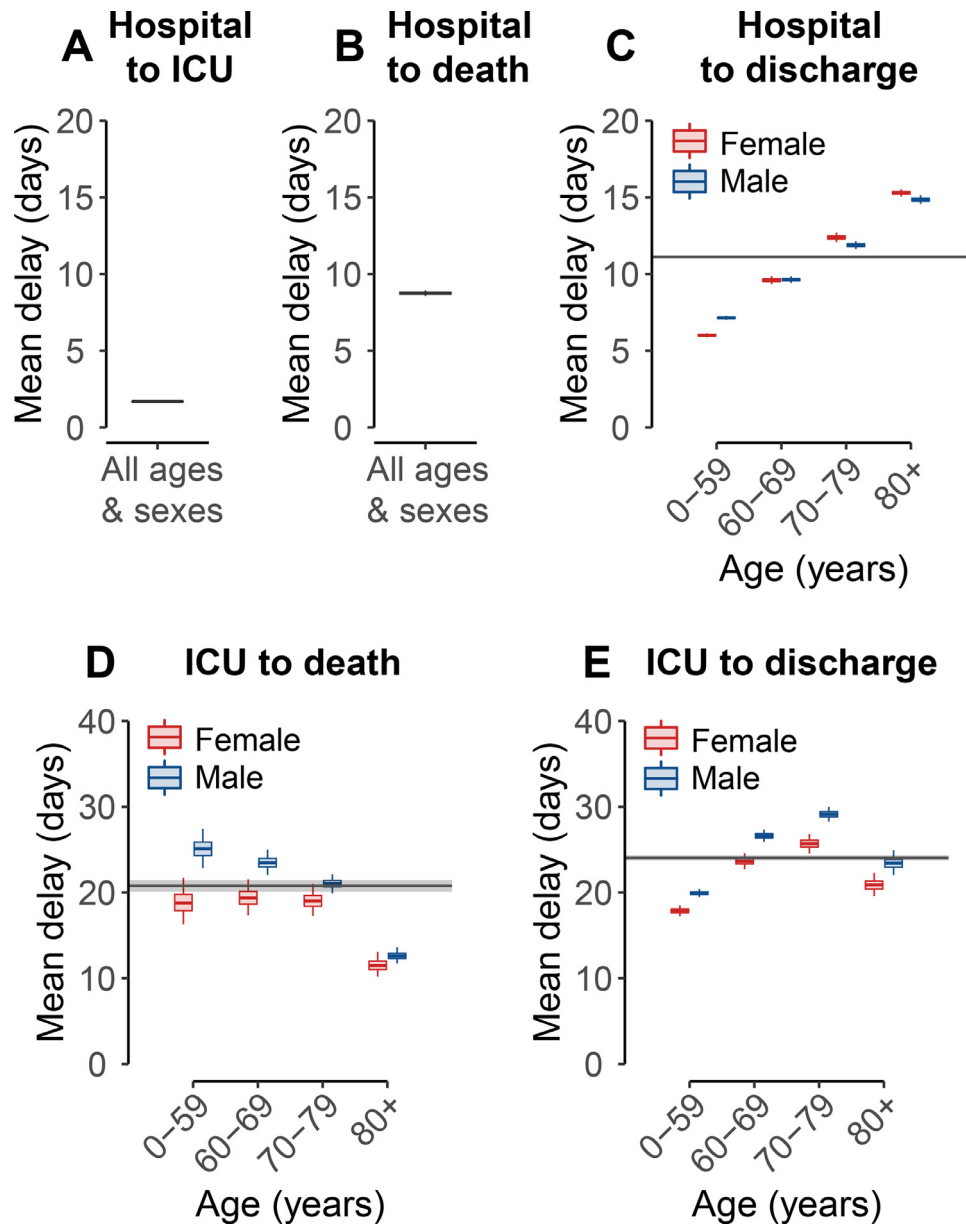 A Hospital
to ICU
Mean delay (days)
20
15
10
5
0
All ages
& sexes
B Hospital
to death
Mean delay (days)
20
15
10
5
0
All ages
& sexes
C Hospital
to discharge
Mean delay (days)
20
15
10
5
0
Female
Male
0–59
60–69
70–79
80+
Age (years)
D ICU to death
Mean delay (days)
40
30
20
10
0
Female
Male
0–59
60–69
70–79
80+
Age (years)
E ICU to discharge
Mean delay (days)
40
30
20
10
0
Female
Male
0–59
60–69
70–79
80+
Age (years)